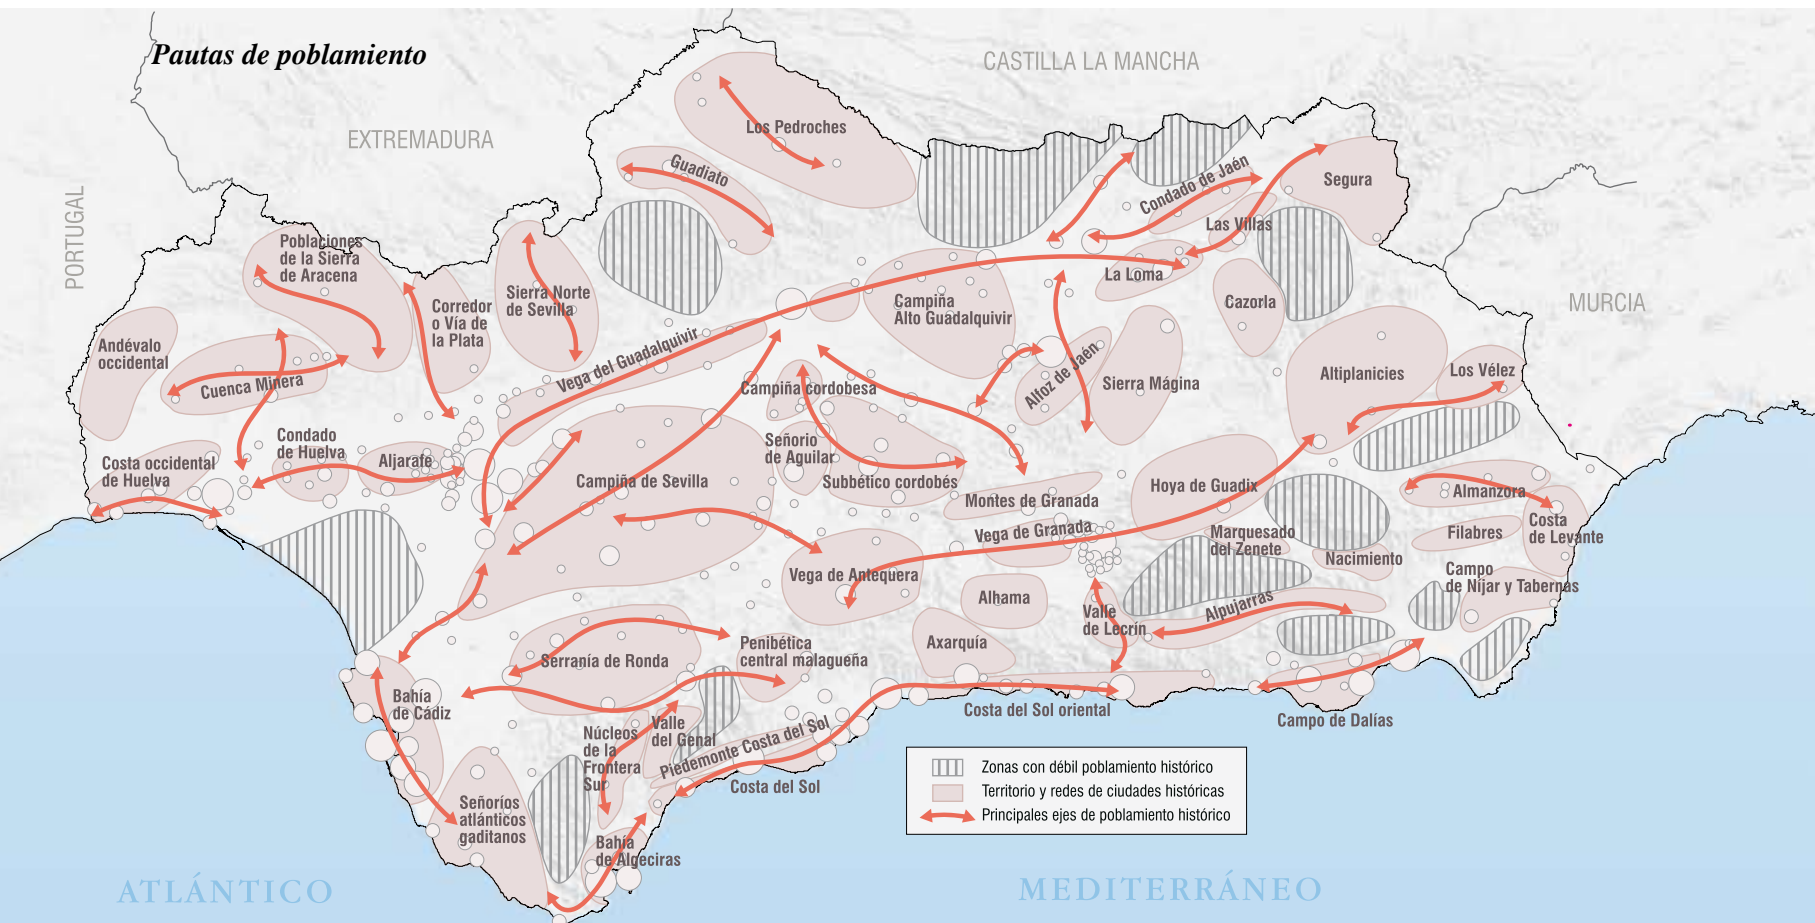 Pautas de poblamiento
CASTILLA LA MANCHA
EXTREMADURA
PORTUGAL
MURCIA
Los Pedroches
Guadiato
Condado de Jaén
Segura
Las Villas
La Loma
Cazorla
Poblaciones
de la Sierra
de Aracena
Corredor
o Vía de
la Plata
Sierra Norte
de Sevilla
Campiña
Alto Guadalquivir
Andévalo
occidental
Cuenca Minera
Vega del Guadalquivir
Campiña cordobesa
Alfoz de Jaén
Sierra Mágina
Altiplanicies
Los Vélez
Costa occidental
de Huelva
Condado
de Huelva
Aljarafe
Campiña de Sevilla
Señorio
de Aguilar
Subbético cordobés
Montes de Granada
Hoya de Guadix
Almanzora
Vega de Granada
Marquesado
del Zenete
Filabres
Costa
de Levante
Nacimiento
Vega de Antequera
Alhama
Campo
de Nijar y Tabernas
Valle
de Lecrín
Alpujarras
Axarquía
Serranía de Ronda
Penibética
central malagueña
Bahía
de Cádiz
Costa del Sol oriental
Campo de Dalías
Núcleos
de la
Frontera
Sur
Valle
del Genal
Piedemonte Costa del Sol
Costa del Sol
Señoríos
atlánticos
gaditanos
Bahía
de Algeciras
Zonas con débil poblamiento histórico
Territorio y redes de ciudades históricas
Principales ejes de poblamiento histórico
ATLÁNTICO
MEDITERRÁNEO